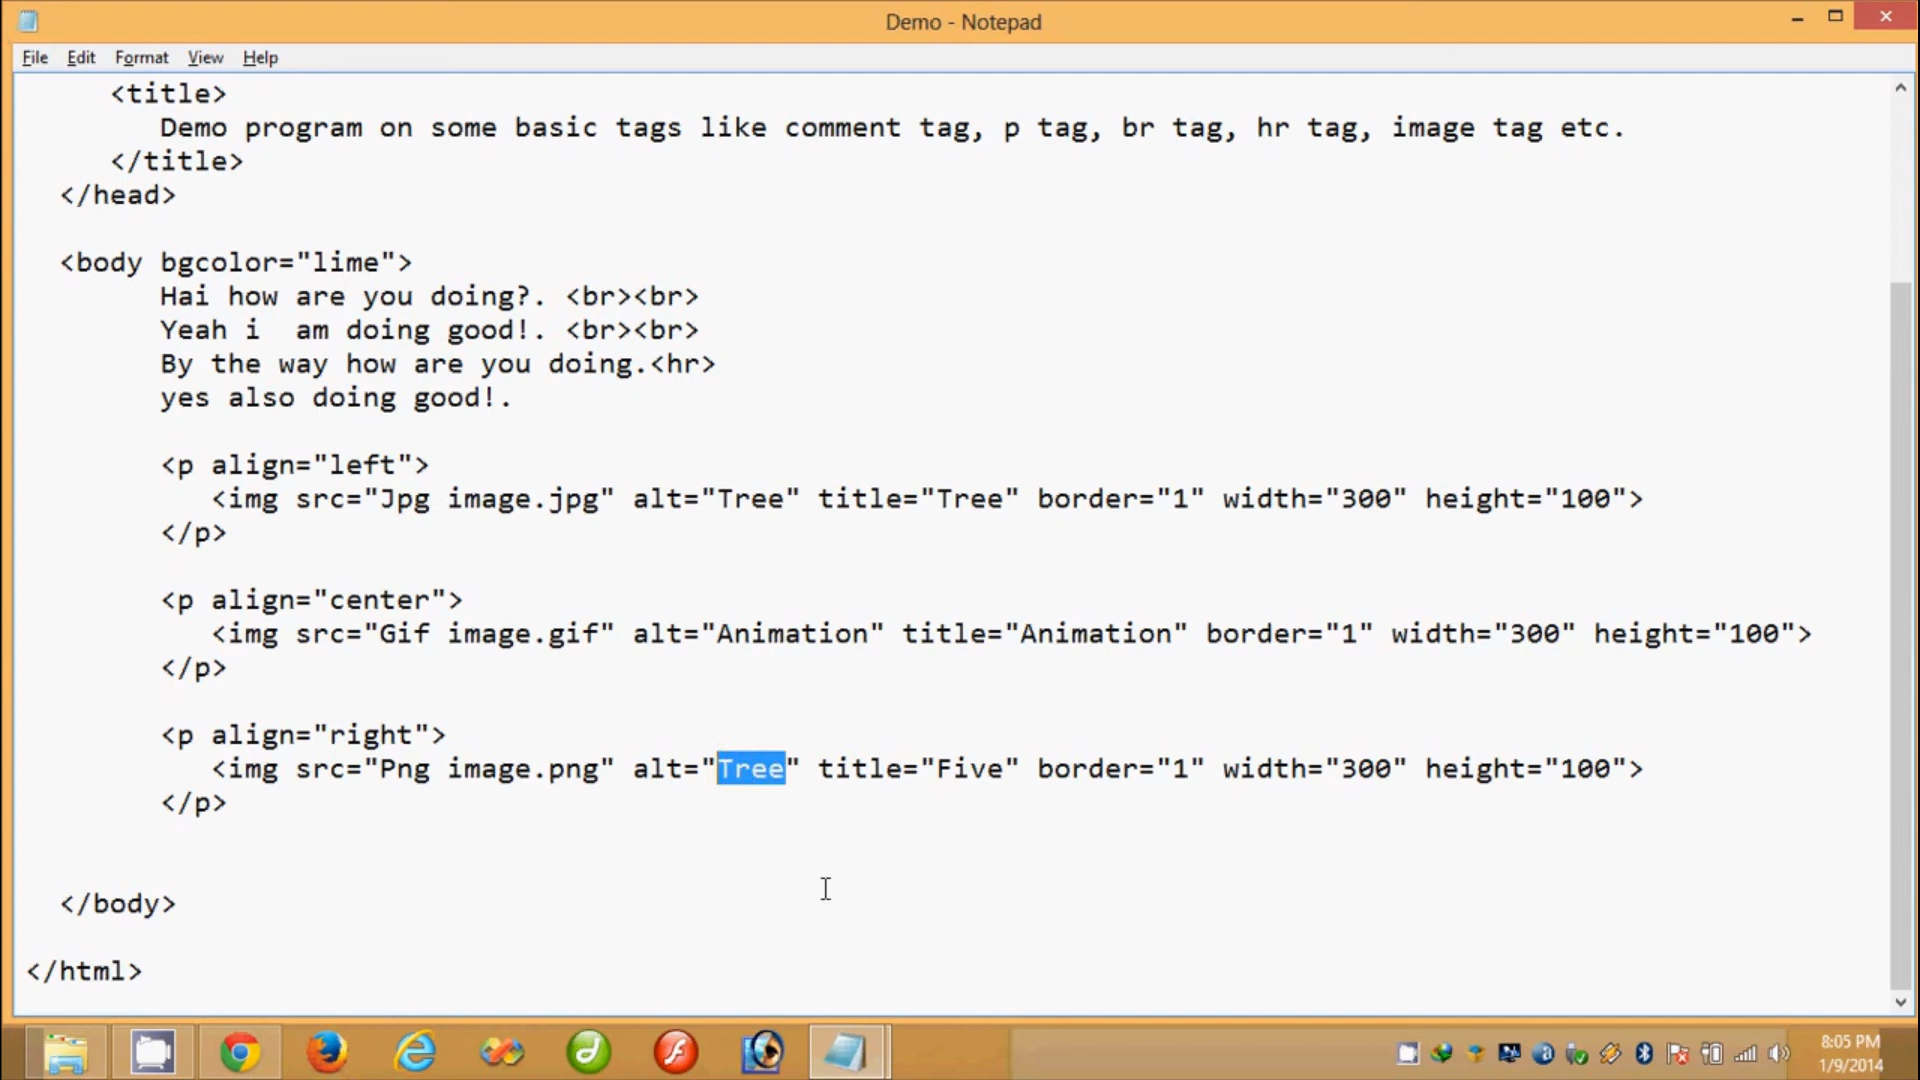 Demo - Notepad
File Edit Format View Help
<title>
Demo program on some basic tags like comment tag, p tag, br tag, hr tag, image tag etc.
</title>
</head>
<body bgcolor="lime">
Hai how are you doing?. <br><br>
Yeah i  am doing good!. <br><br>
By the way how are you doing.<hr>
yes also doing good!.
<p align="left">
<img src="Jpg image.jpg" alt="Tree" title="Tree" border="1" width="300" height="100">
</p>
<p align="center">
<img src="Gif image.gif" alt="Animation" title="Animation" border="1" width="300" height="100">
</p>
<p align="right">
<img src="Png image.png" alt="Tree" title="Five" border="1" width="300" height="100">
</p>
</body>
</html>
8:05 PM
1/9/2014